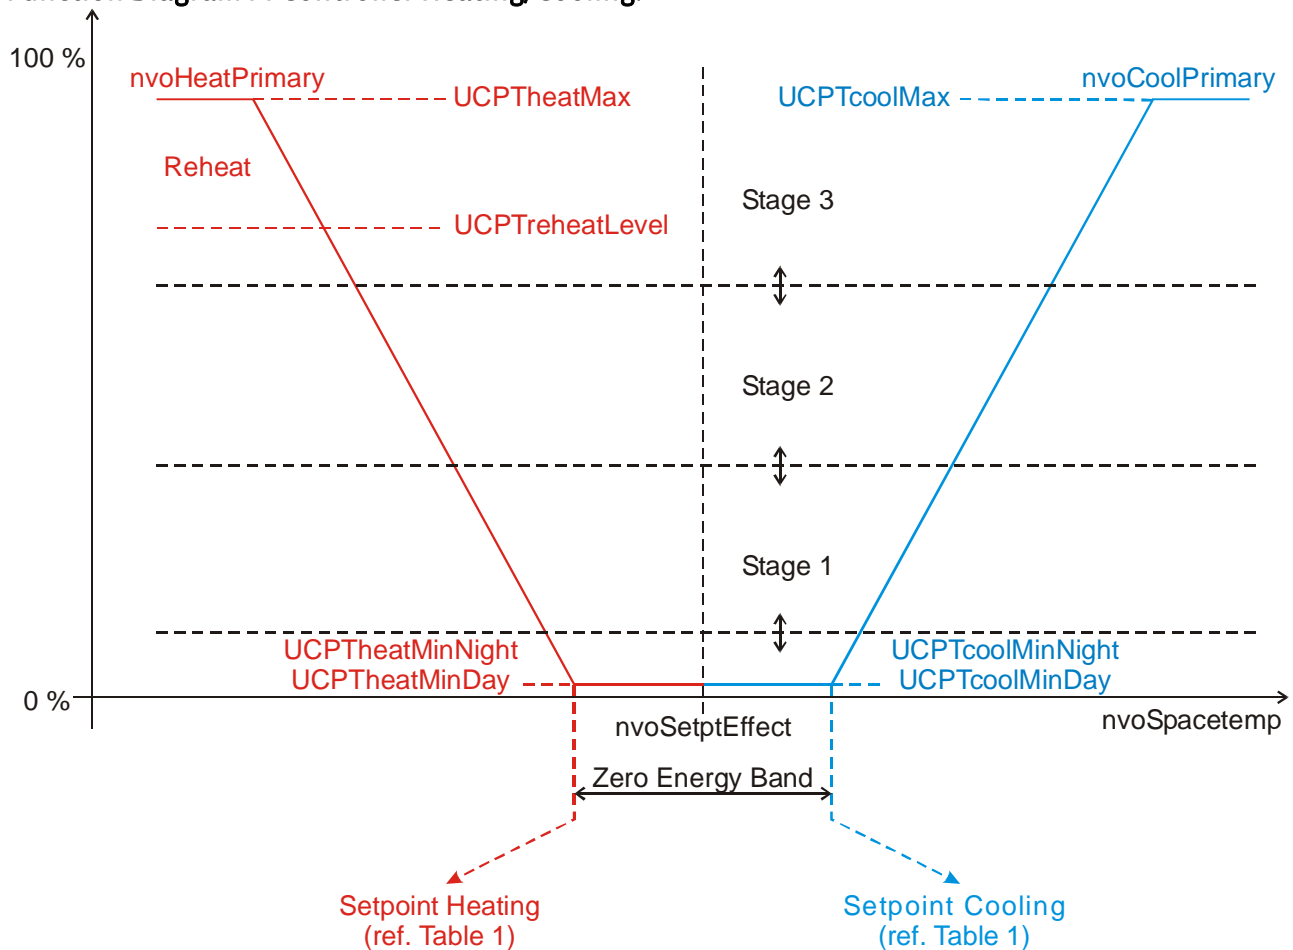 100 %
nvoHeatPrimary
nvoCoolPrimary
UCPTheatMax
UCPTcoolMax
Reheat
Stage 3
UCPTreheatLevel
Stage 2
Stage 1
UCPTheatMinNight
UCPTcoolMinNight
UCPTheatMinDay
UCPTcoolMinDay
0 %
nvoSetptEffect
nvoSpacetemp
Zero Energy Band
Setpoint Heating
(ref. Table 1)
Setpoint Cooling
(ref. Table 1)